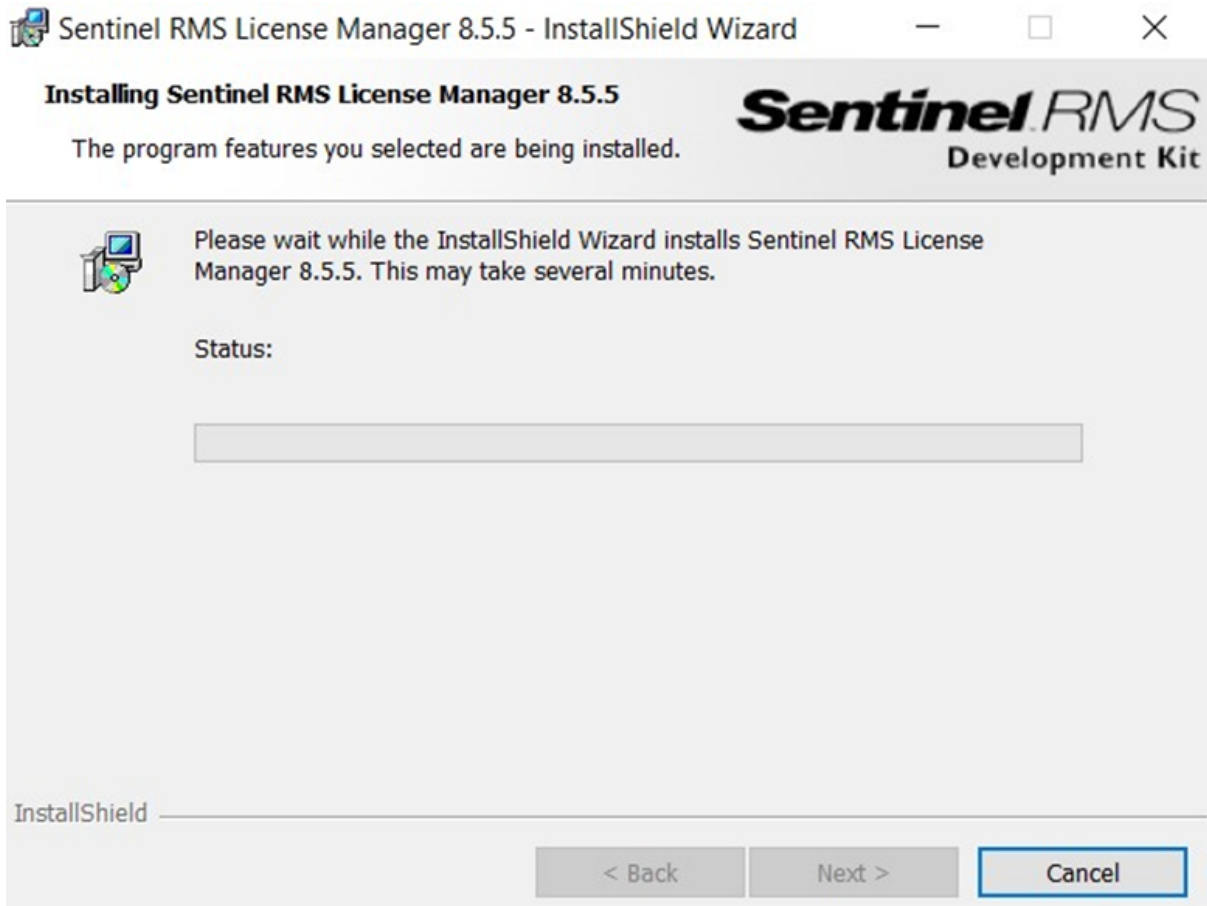 Sentinel RMS License Manager 8.5.5 - InstallShield Wizard
Installing Sentinel RMS License Manager 8.5.5
The program features you selected are being installed.
Sentinel RMS
Development Kit
Please wait while the InstallShield Wizard installs Sentinel RMS License
Manager 8.5.5. This may take several minutes.
Status:
InstallShield
< Back
Next >
Cancel